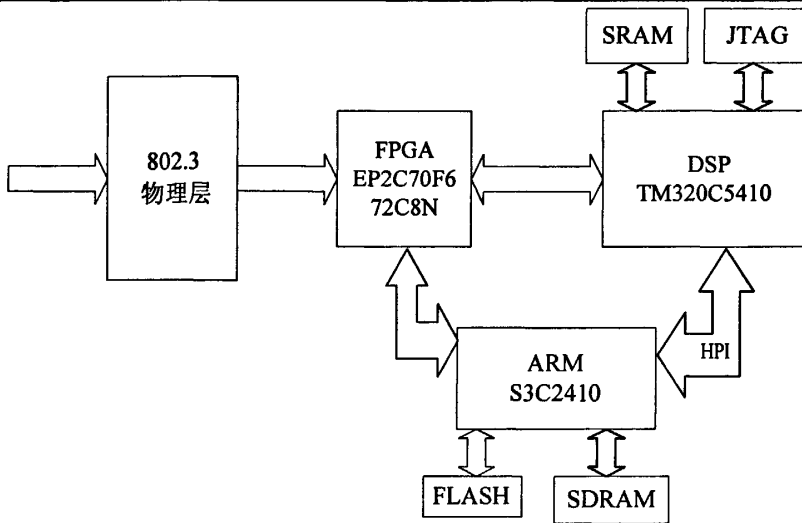 SRAM
JTAG
802.3
物理层
FPGA
EP2C70F6
72C8N
DSP
TM320C5410
HPI
ARM
S3C2410
FLASH
SDRAM